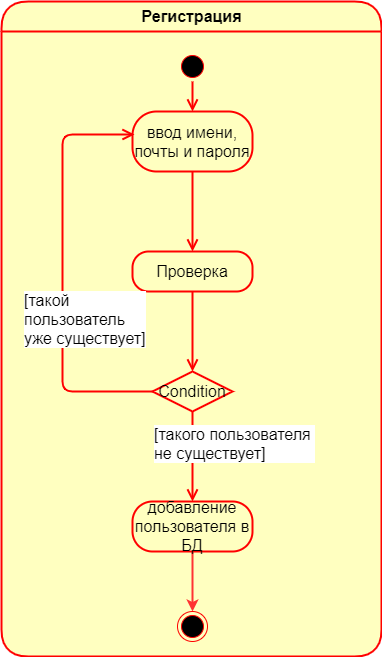 Регистрация
ввод имени,
почты и пароля
Проверка
[такой
пользователь
уже существует]
Condition
[такого пользователя
не существует]
добавление
пользователя в
БД